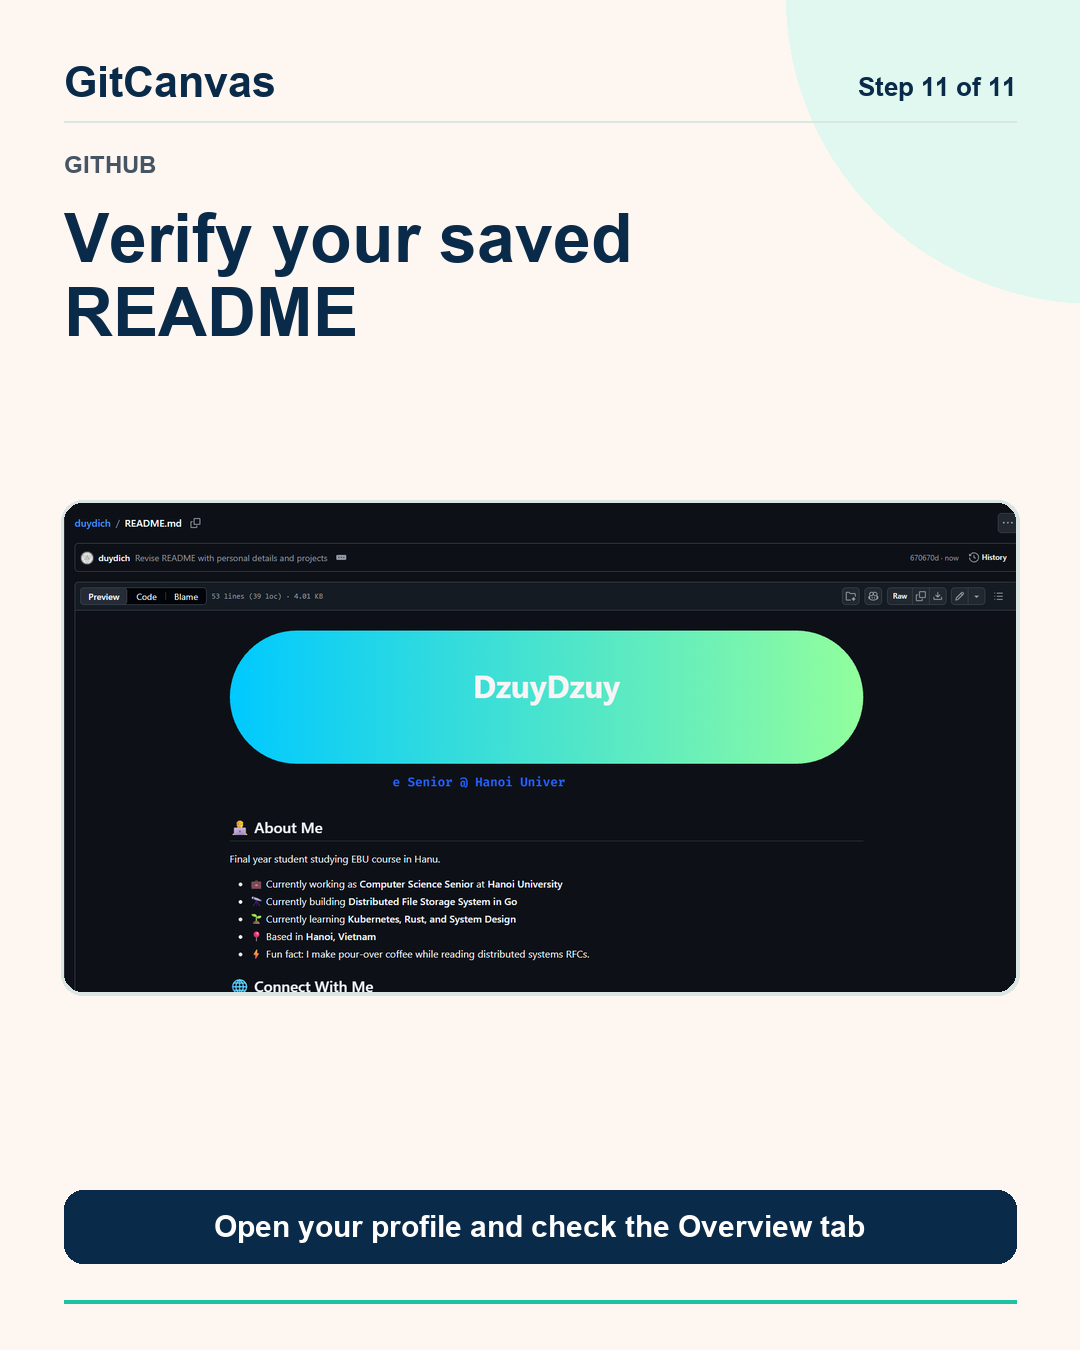 GitCanvas
Step 11 of 11
GITHUB
Verify your saved
README
duydich / README.md
duydich Revise README with personal details and projects
670670d · now History
Preview Code Blame 53 lines (39 loc) · 4.01 KB
Raw
DzuyDzuy
e Senior @ Hanoi Univer
About Me
Final year student studying EBU course in Hanu.
Currently working as Computer Science Senior at Hanoi University
Currently building Distributed File Storage System in Go
Currently learning Kubernetes, Rust, and System Design
Based in Hanoi, Vietnam
Fun fact: I make pour-over coffee while reading distributed systems RFCs.
Connect With Me
Open your profile and check the Overview tab